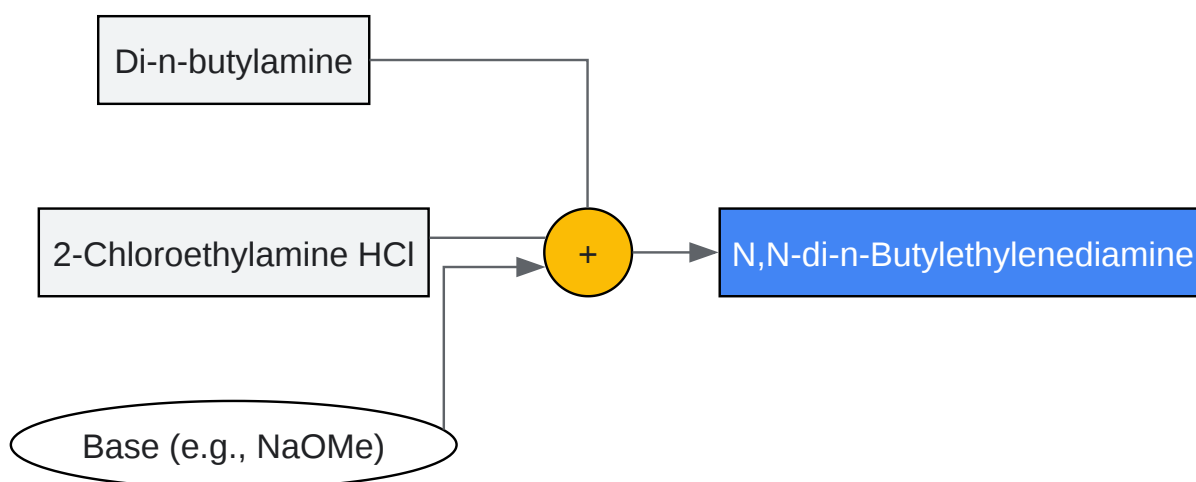 Di-n-butylamine
2-Chloroethylamine HCl
+
N,N-di-n-Butylethylenediamine
Base (e.g., NaOMe)